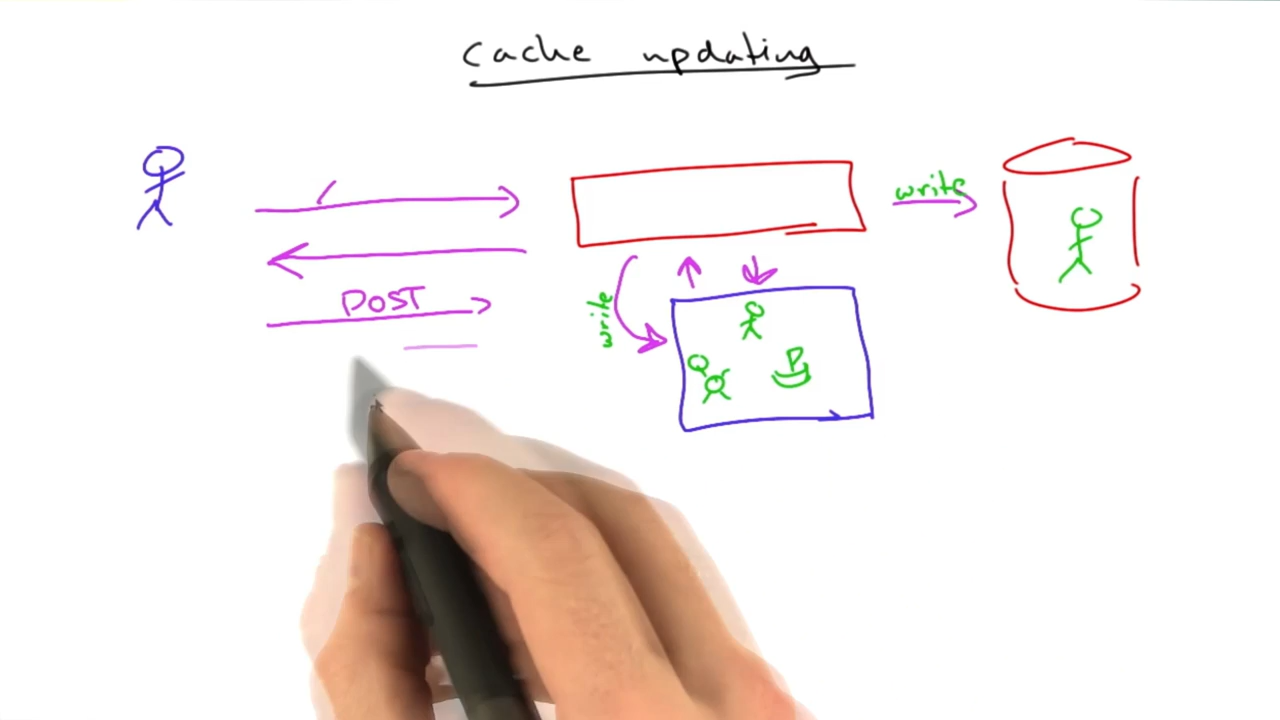 cache updating
/
write
POST
write